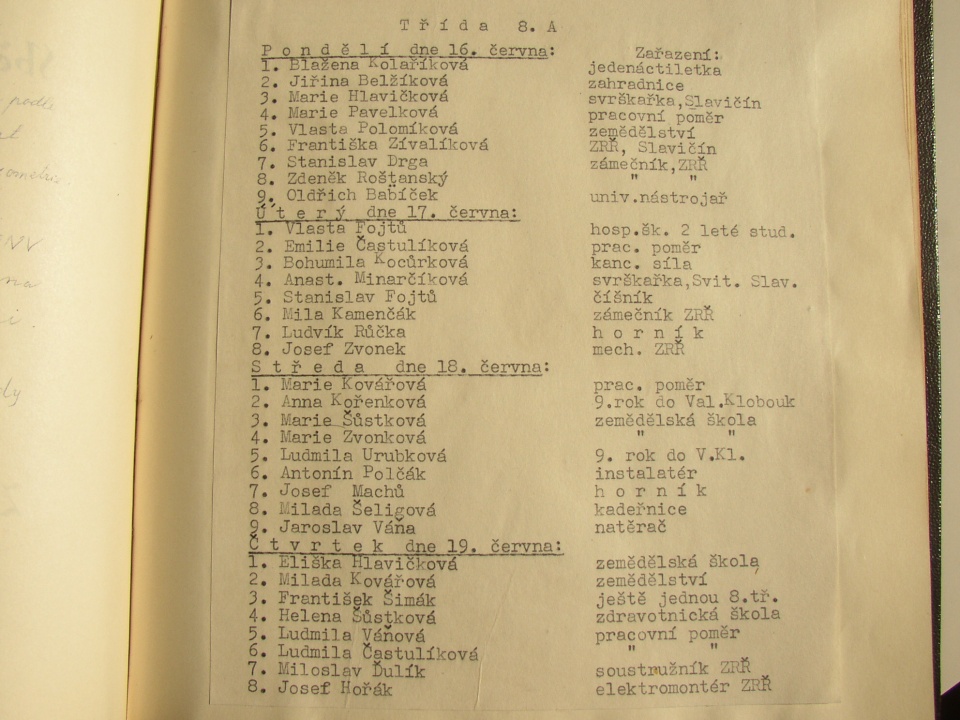 T ř í d a  8. A
P o n d ě l í  dne 16. června:  Zařazení:
1. Blažena Kolaříková  jedenáctiletka
2. Jiřina Belžíková  zahradnice
3. Marie Hlavičková  svrškařka,Slavičín
4. Marie Pavelková  pracovní poměr
5. Vlasta Polomíková  zemědělství
6. Františka Zívalíková  ZRŘ, Slavičín
7. Stanislav Drga  zámečník,ZRŘ
8. Zdeněk Rošťanský  "  "
9. Oldřich Babíček  univ.nástrojař
Ú t e r ý  dne 17. června:
1. Vlasta Fojtů  hosp.šk. 2 leté stud.
2. Emilie Častulíková  prac. poměr
3. Bohumila Kocůrková  kanc. síla
4. Anast. Minarčíková  svrškařka,Svit. Slav.
5. Stanislav Fojtů  číšník
6. Mila Kamenčák  zámečník ZRŘ
7. Ludvík Růčka  h o r n í k
8. Josef Zvonek  mech. ZRŘ
S t ř e d a  dne 18. června:
1. Marie Kovářová  prac. poměr
2. Anna Kořenková  9.rok do Val.Klobouk
3. Marie Šůstková  zemědělská škola
4. Marie Zvonková  "  "
5. Ludmila Urubková  9. rok do V.Kl.
6. Antonín Polčák  instalatér
7. Josef Machů  h o r n í k
8. Milada Šeligová  kadeřnice
9. Jaroslav Váňa  natěrač
Č t v r t e k  dne 19. června:
1. Eliška Hlavičková  zemědělská škola
2. Milada Kovářová  zemědělství
3. František Šimák  ještě jednou 8.tř.
4. Helena Šůstková  zdravotnická škola
5. Ludmila Váňová  pracovní poměr
6. Ludmila Častulíková  "  "
7. Miloslav Ďulík  soustružník ZRŘ
8. Josef Hořák  elektromontér ZRŘ